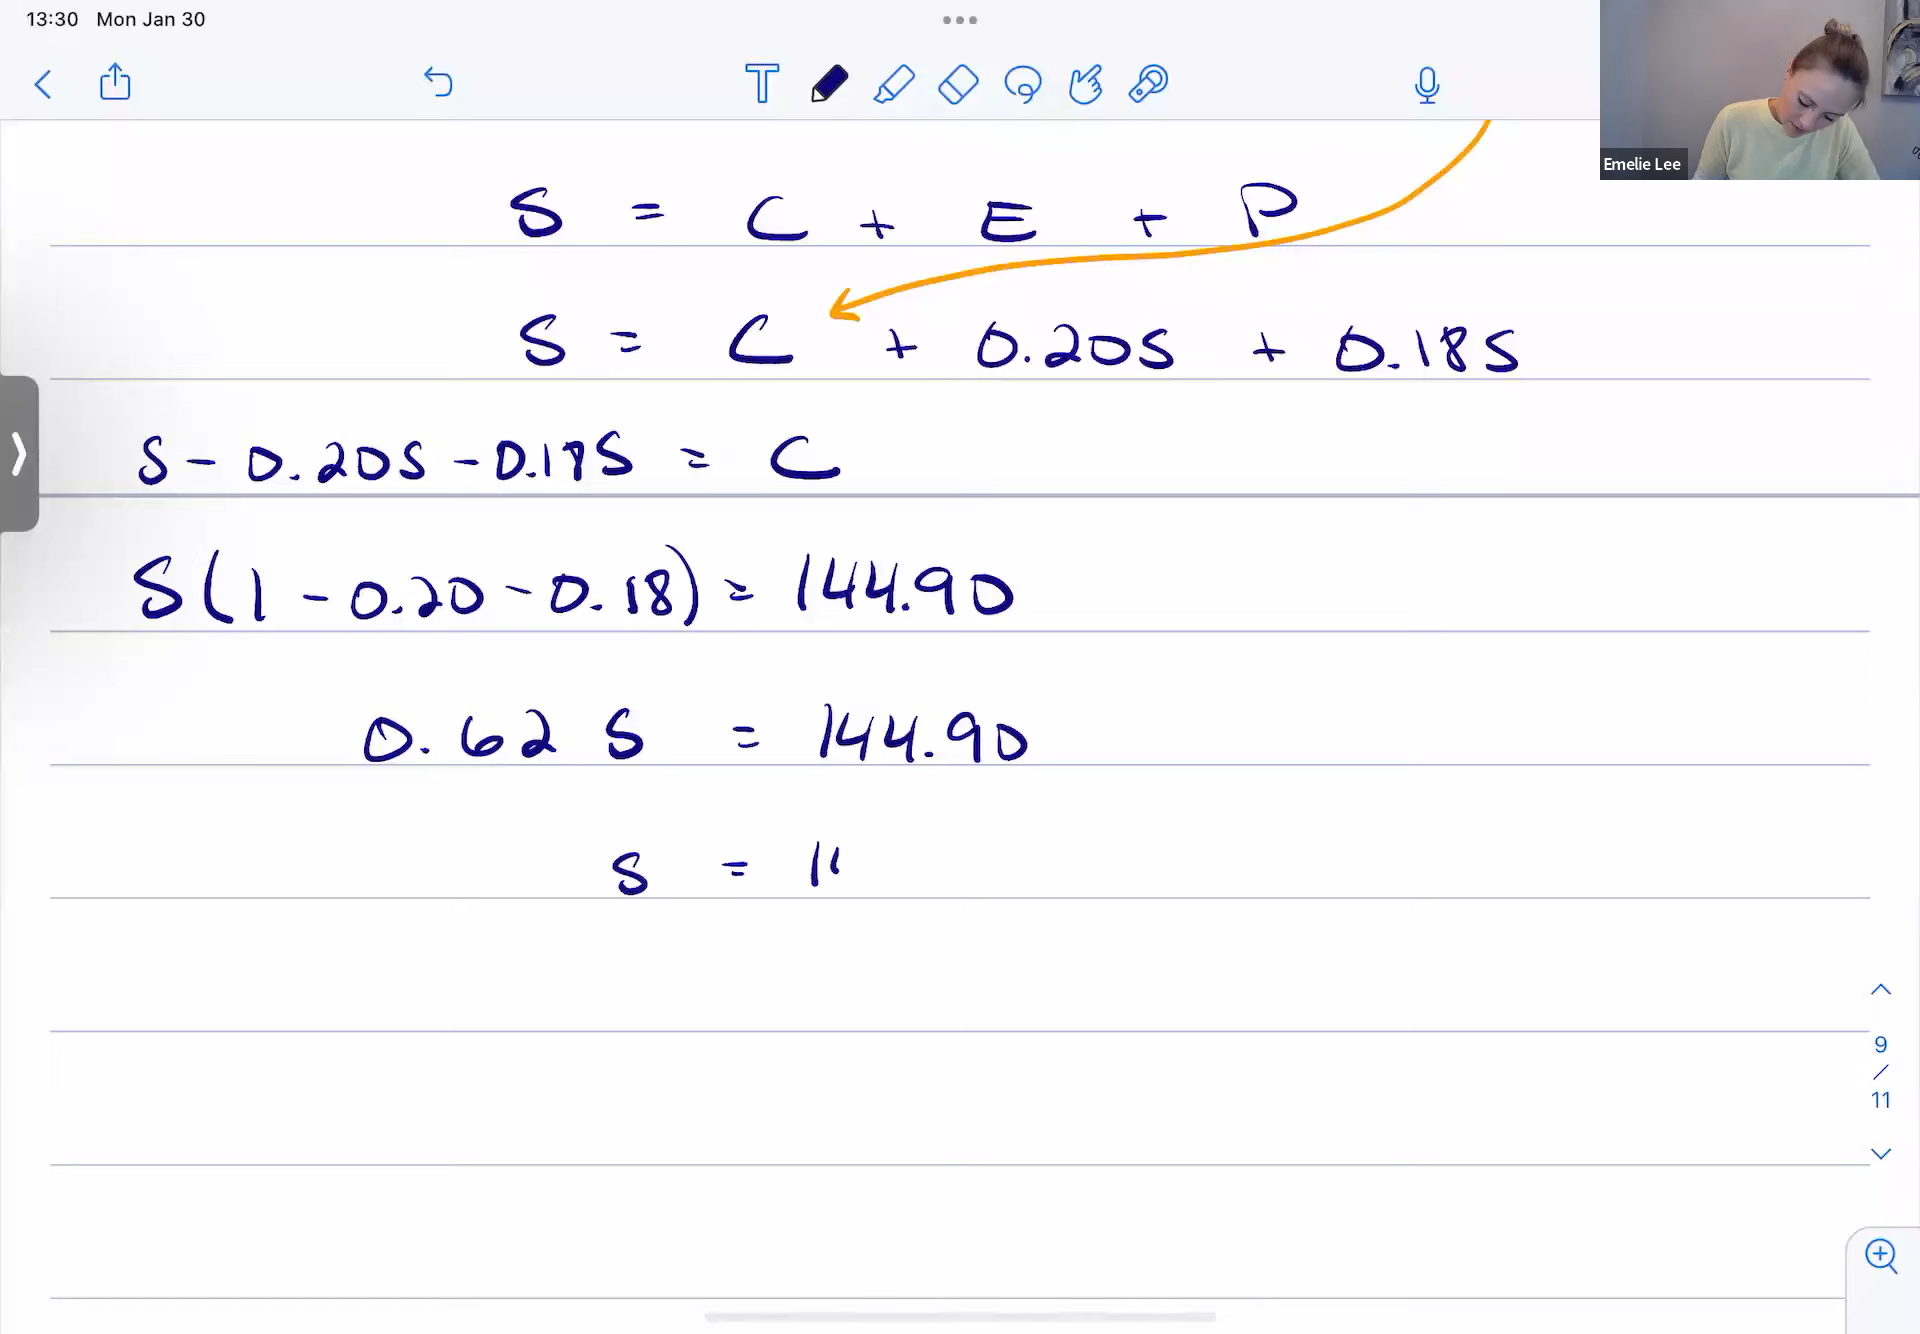 13:30 Mon Jan 30
T
Emelie Lee
S = C + E + P
S = C + 0.20S + 0.18S
S - 0.20S - 0.18S = C
S(1 - 0.20 - 0.18) = 144.90
0.62 S = 144.90
S = 14
9
/
11